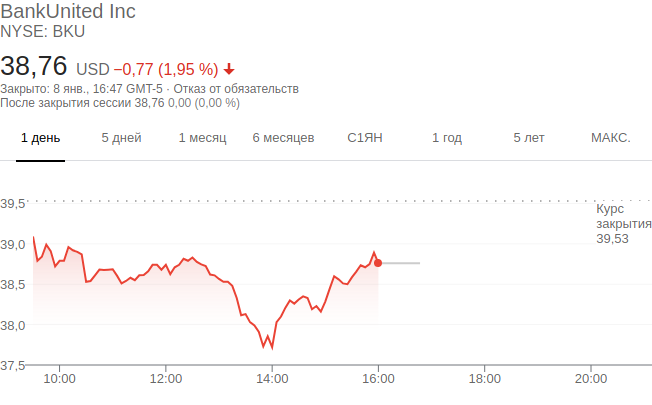 BankUnited Inc
NYSE: BKU
38,76 USD −0,77 (1,95 %)
Закрыто: 8 янв., 16:47 GMT-5 · Отказ от обязательств
После закрытия сессии 38,76 0,00 (0,00 %)
1 день 5 дней 1 месяц 6 месяцев С1ЯН 1 год 5 лет МАКС.
39,5
39,0
38,5
38,0
37,5
Курс
закрытия
39,53
10:00 12:00 14:00 16:00 18:00 20:00